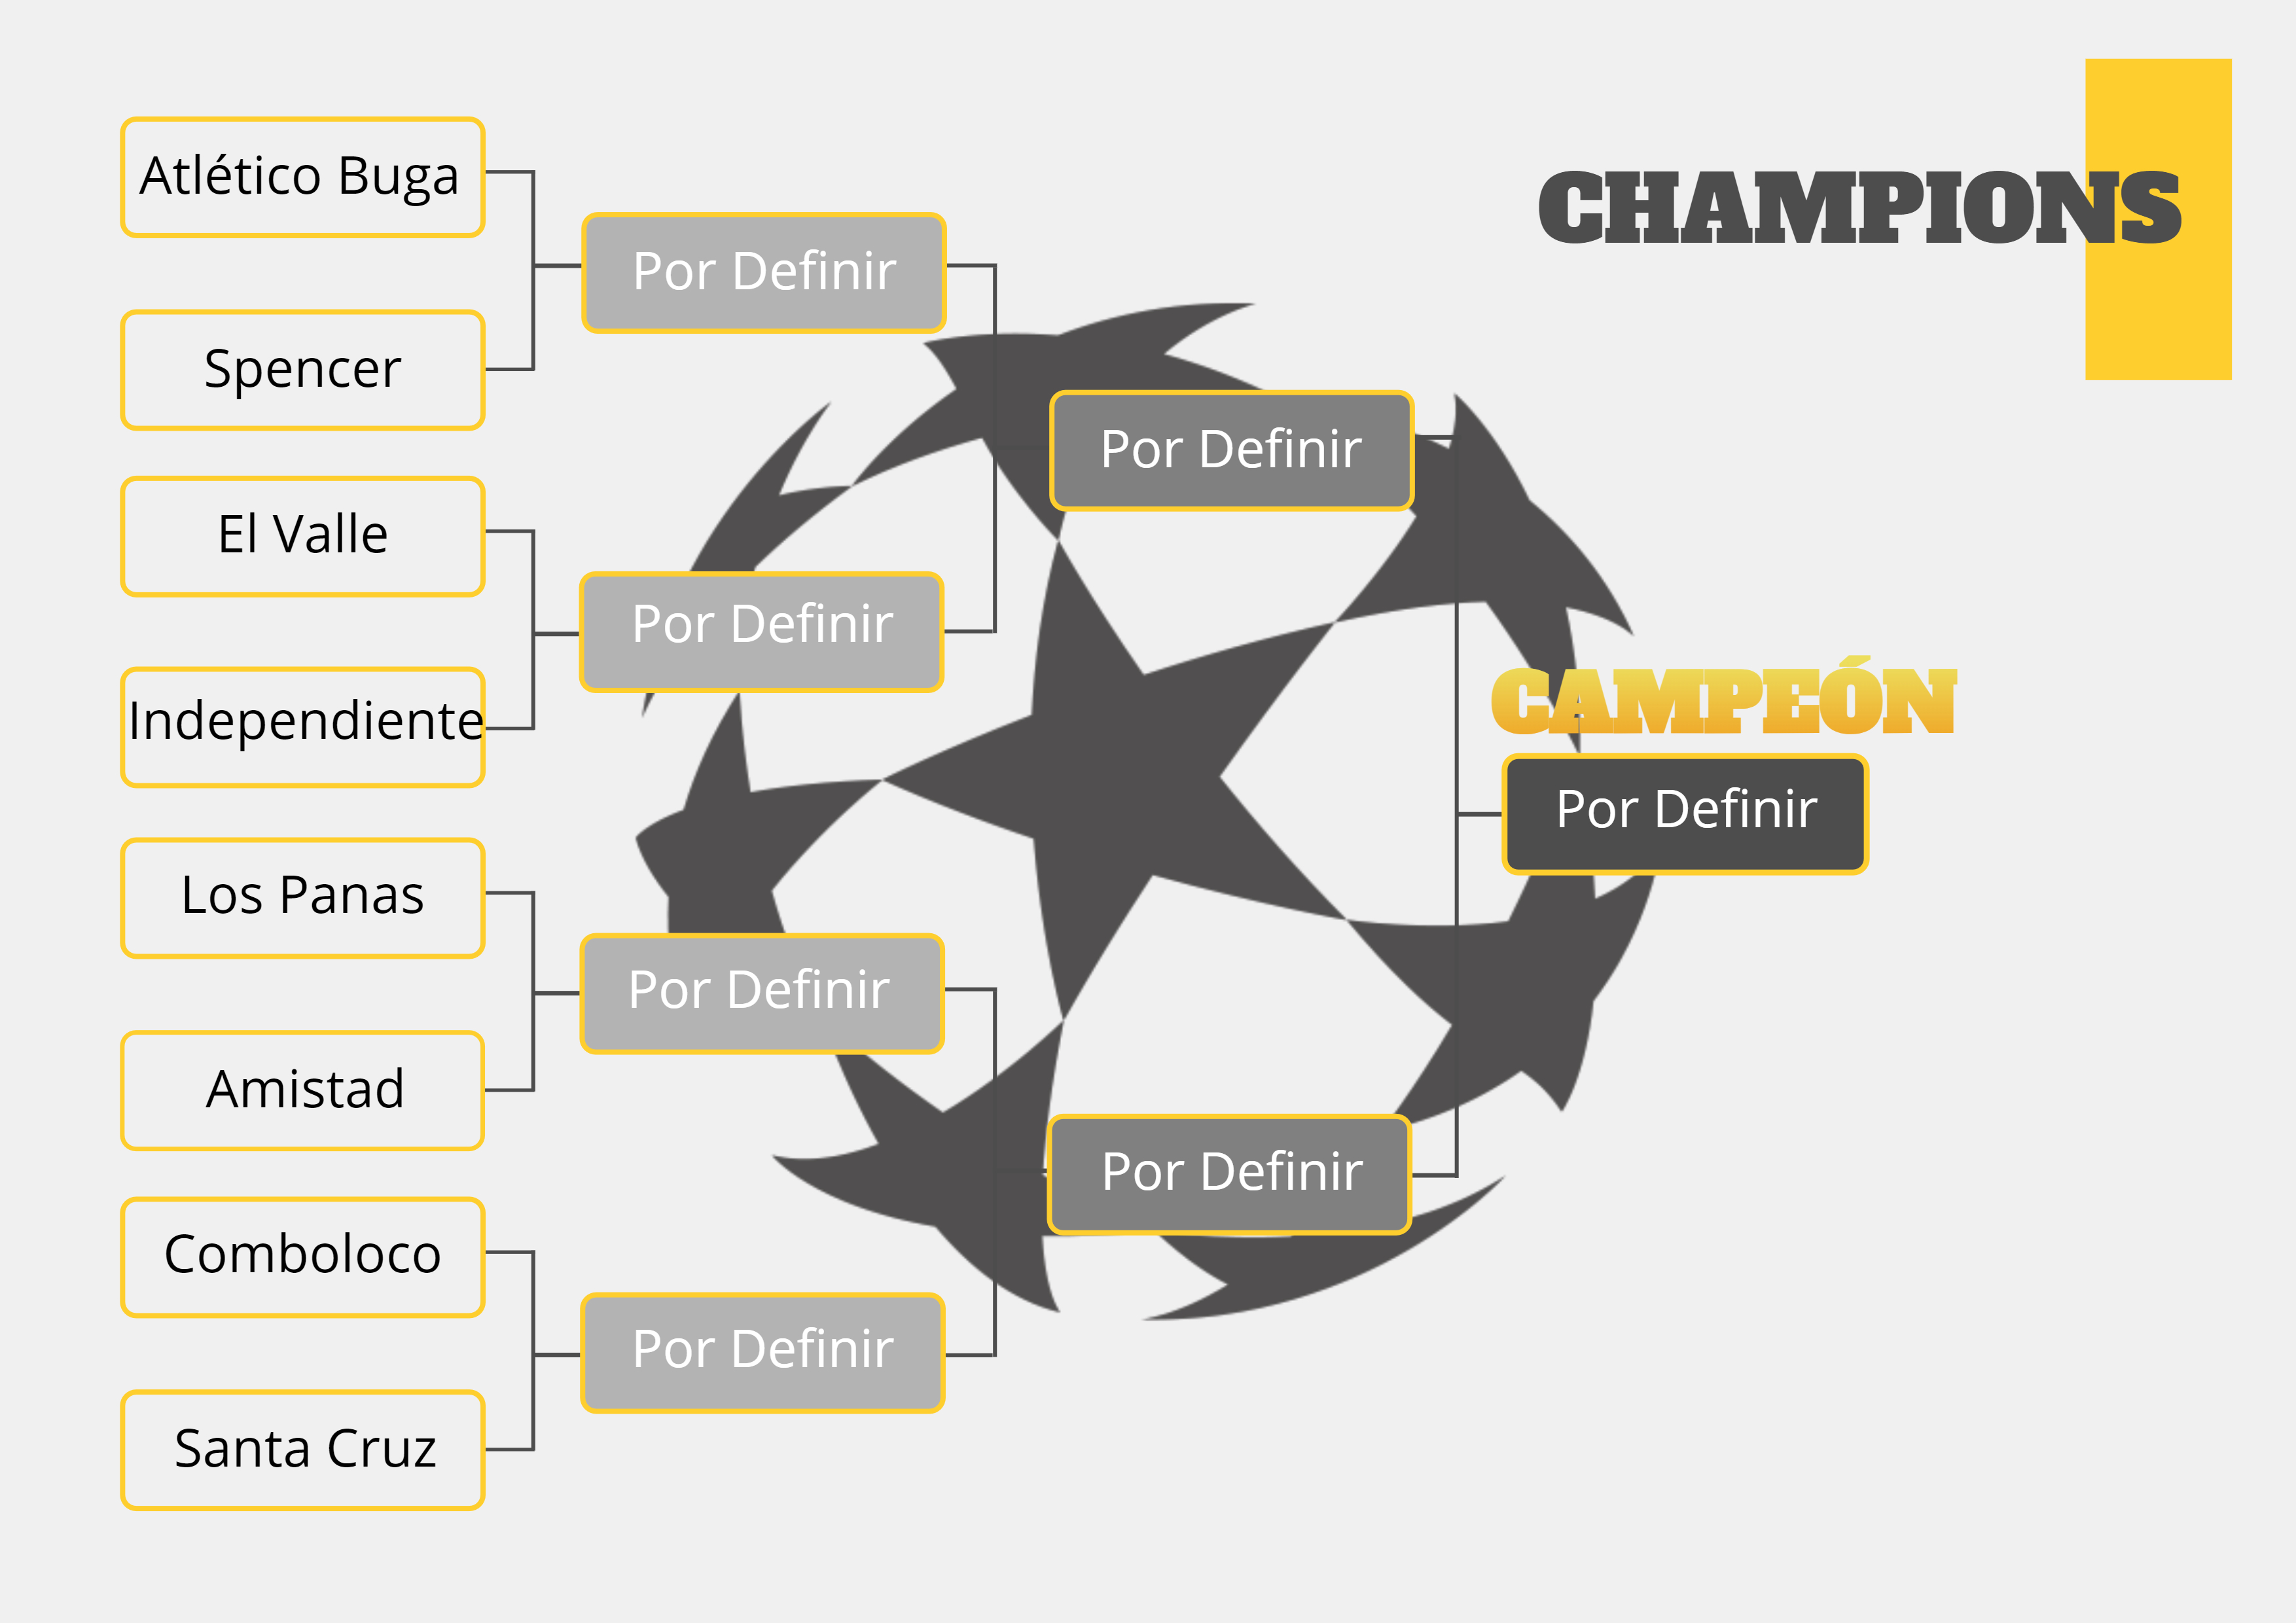 CHAMPIONS
Atlético Buga
Spencer
El Valle
Independiente
Los Panas
Amistad
Comboloco
Santa Cruz
Por Definir
Por Definir
Por Definir
Por Definir
Por Definir
Por Definir
CAMPEÓN
Por Definir